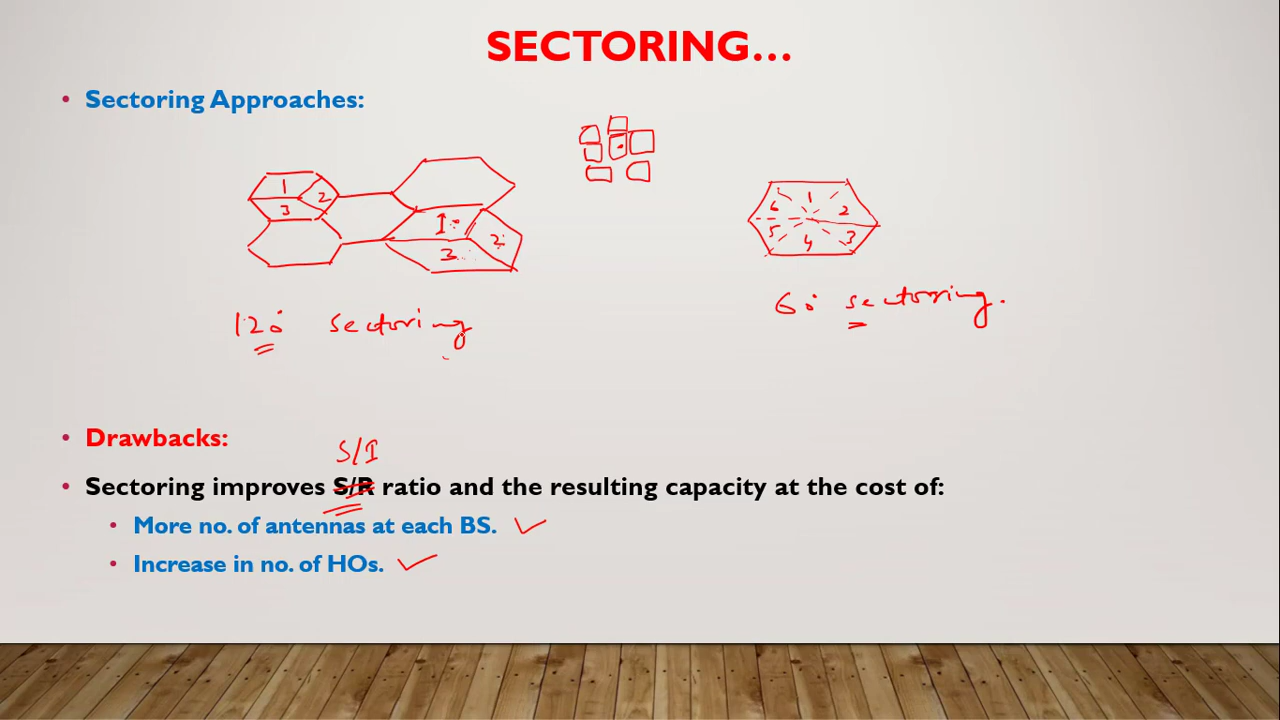 SECTORING...
• Sectoring Approaches:
1 2
3
1 2
3
6 1 2
5 4 3
120° sectoring
60° sectoring.
• Drawbacks:
S/I
• Sectoring improves S/R ratio and the resulting capacity at the cost of:
• More no. of antennas at each BS.
• Increase in no. of HOs.